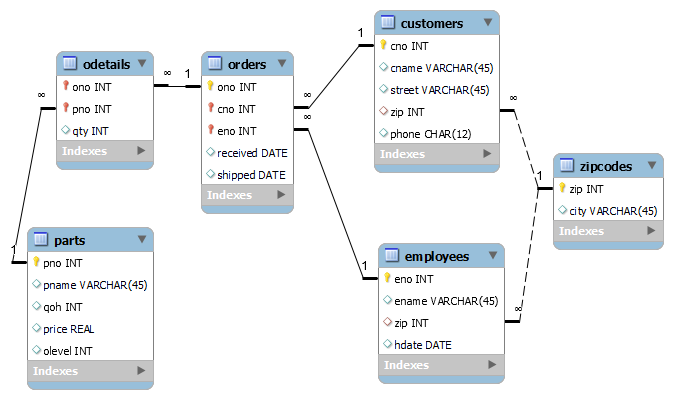 odetails
ono INT
pno INT
qty INT
Indexes
orders
ono INT
cno INT
eno INT
received DATE
shipped DATE
Indexes
customers
cno INT
cname VARCHAR(45)
street VARCHAR(45)
zip INT
phone CHAR(12)
Indexes
zipcodes
zip INT
city VARCHAR(45)
Indexes
parts
pno INT
pname VARCHAR(45)
qoh INT
price REAL
olevel INT
Indexes
employees
eno INT
ename VARCHAR(45)
zip INT
hdate DATE
Indexes
∞
1
∞
1
∞
1
∞
1
∞
1
∞